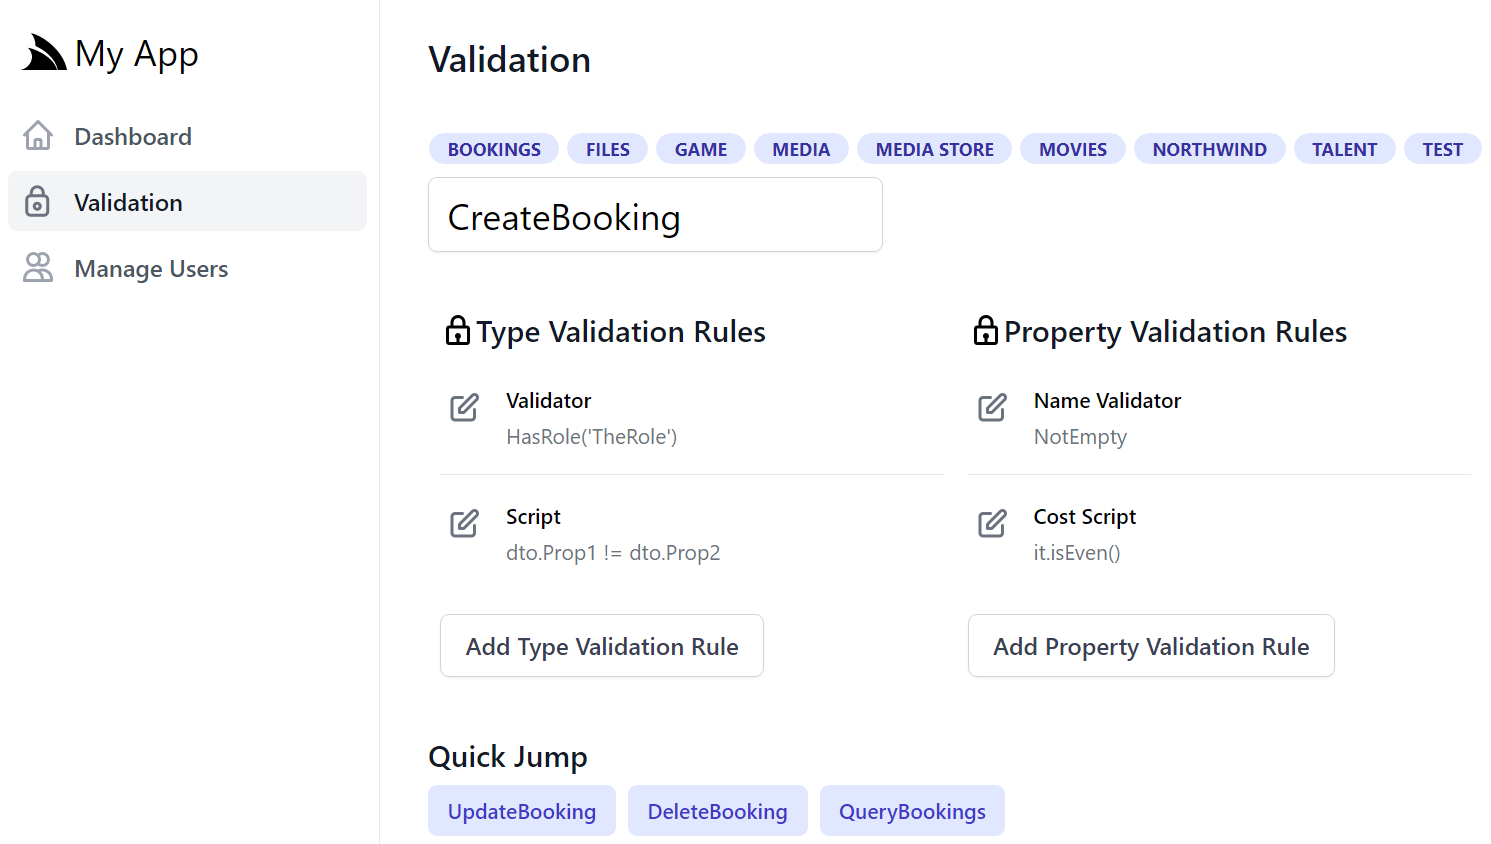 My App
Dashboard
Validation
Manage Users
Validation
BOOKINGS FILES GAME MEDIA MEDIA STORE MOVIES NORTHWIND TALENT TEST
CreateBooking
Type Validation Rules
Validator
HasRole('TheRole')
Script
dto.Prop1 != dto.Prop2
Add Type Validation Rule
Property Validation Rules
Name Validator
NotEmpty
Cost Script
it.isEven()
Add Property Validation Rule
Quick Jump
UpdateBooking DeleteBooking QueryBookings